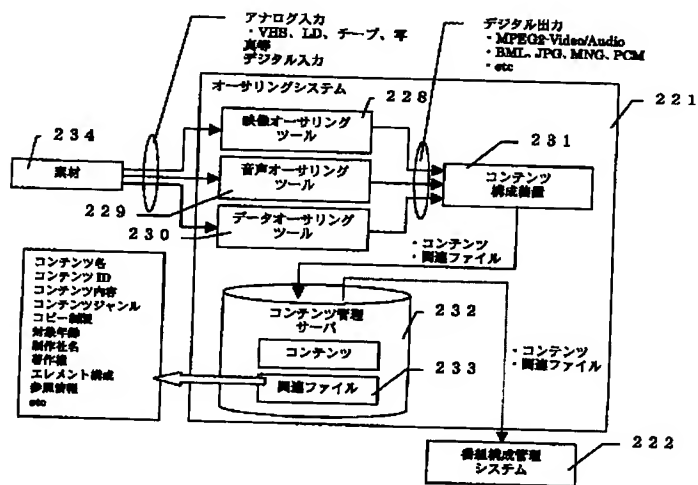 アナログ入力
・VHS、LD、テープ、写
真等
デジタル入力
デジタル出力
・MPEG2-Video/Audio
・BML、JPG、MNG、PCM
・etc
オーサリングシステム
228
221
映像オーサリング
ツール
234
素材
231
コンテンツ
構成装置
音声オーサリング
ツール
229
データオーサリング
ツール
230
・コンテンツ
・関連ファイル
コンテンツ名
コンテンツID
コンテンツ内容
コンテンツジャンル
コピー制限
対象年齢
制作社名
著作権
エレメント構成
参照情報
etc
コンテンツ管理
サーバ
232
コンテンツ
233
関連ファイル
・コンテンツ
・関連ファイル
番組構成管理
システム
222